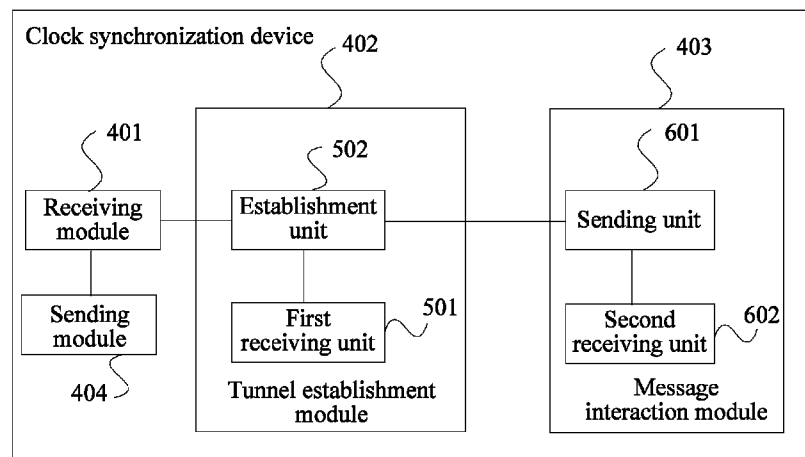 Clock synchronization device
402
403
401
502
601
Receiving
module
Establishment
unit
Sending unit
Sending
module
First
receiving unit
501
Second
receiving unit
602
404
Tunnel establishment
module
Message
interaction module